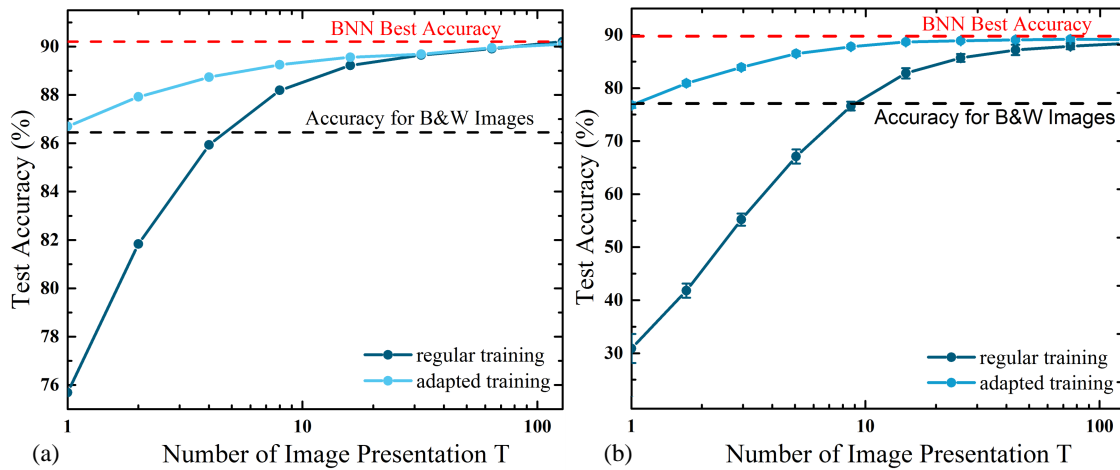 BNN Best Accuracy
90
88
Accuracy for B&W Images
86
84
82
80
78
76
Test Accuracy (%)
regular training
adapted training
1
10
100
(a)
Number of Image Presentation T
BNN Best Accuracy
90
80
Accuracy for B&W Images
70
60
50
40
30
Test Accuracy (%)
regular training
adapted training
1
10
100
(b)
Number of Image Presentation T